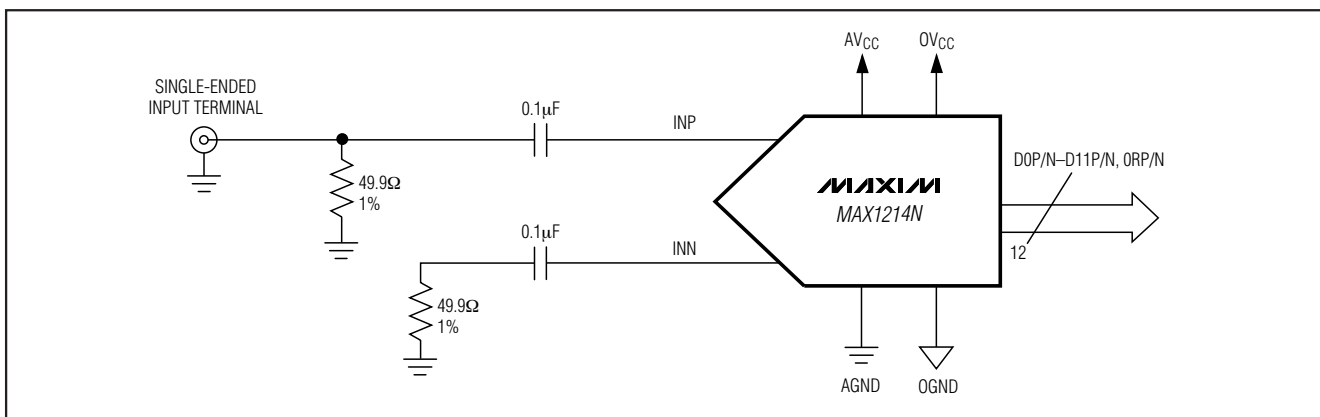 AVCC
OVCC
SINGLE-ENDED
INPUT TERMINAL
0.1μF
INP
D0P/N–D11P/N, 0RP/N
49.9Ω
1%
MAXIM
MAX1214N
0.1μF
INN
12
49.9Ω
1%
AGND
OGND